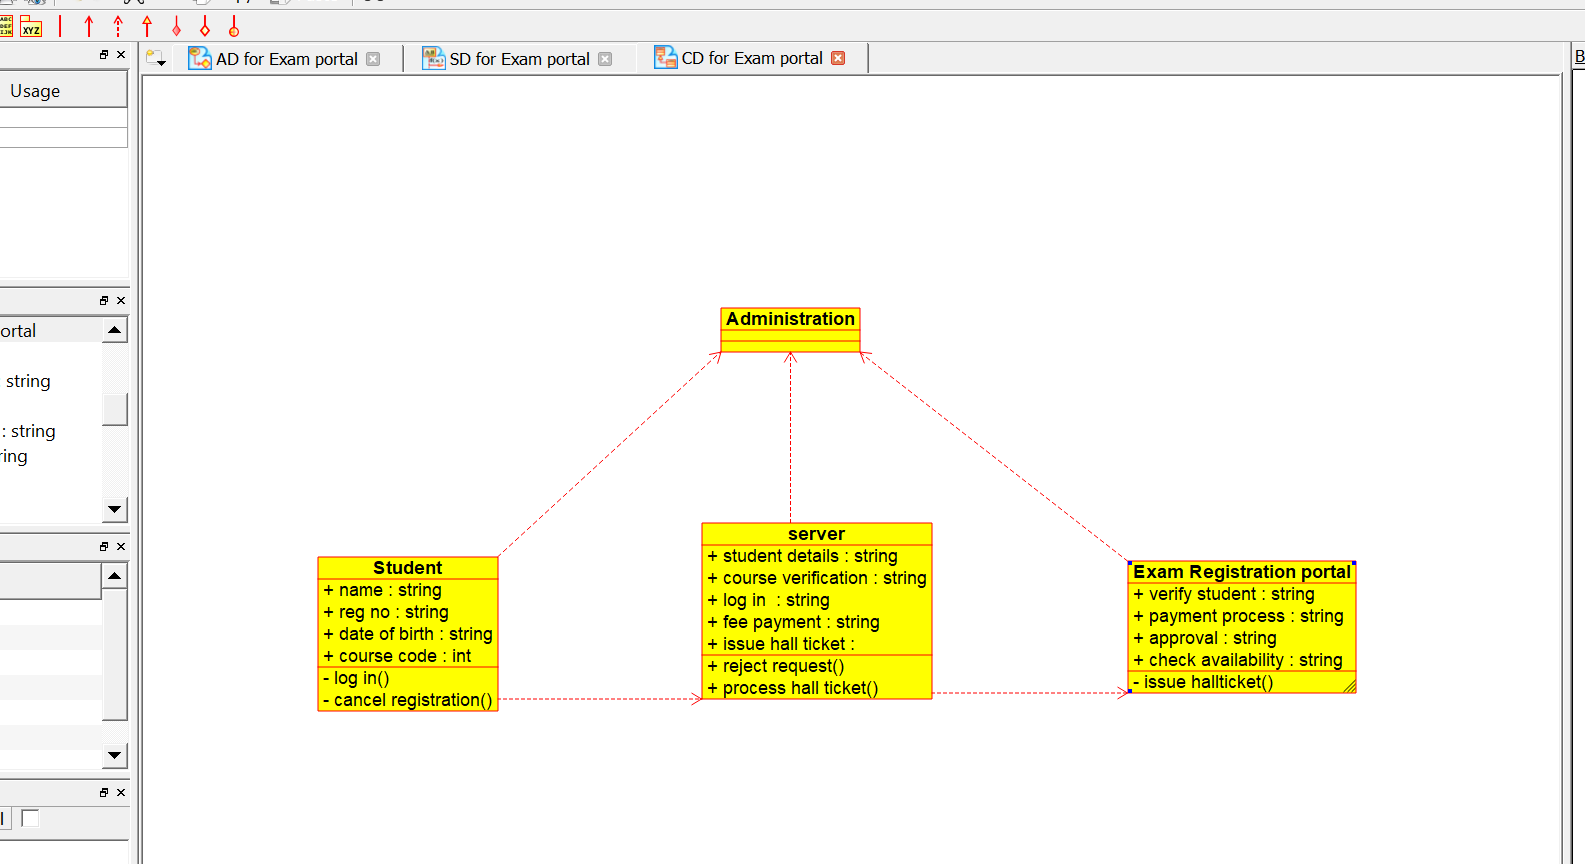 ABC
DEF
IJK
XYZ
AD for Exam portal
SD for Exam portal
CD for Exam portal
B
Usage
ortal
string
: string
ring
Administration
Student
+ name : string
+ reg no : string
+ date of birth : string
+ course code : int
- log in()
- cancel registration()
server
+ student details : string
+ course verification : string
+ log in : string
+ fee payment : string
+ issue hall ticket :
+ reject request()
+ process hall ticket()
Exam Registration portal
+ verify student : string
+ payment process : string
+ approval : string
+ check availability : string
- issue hallticket()